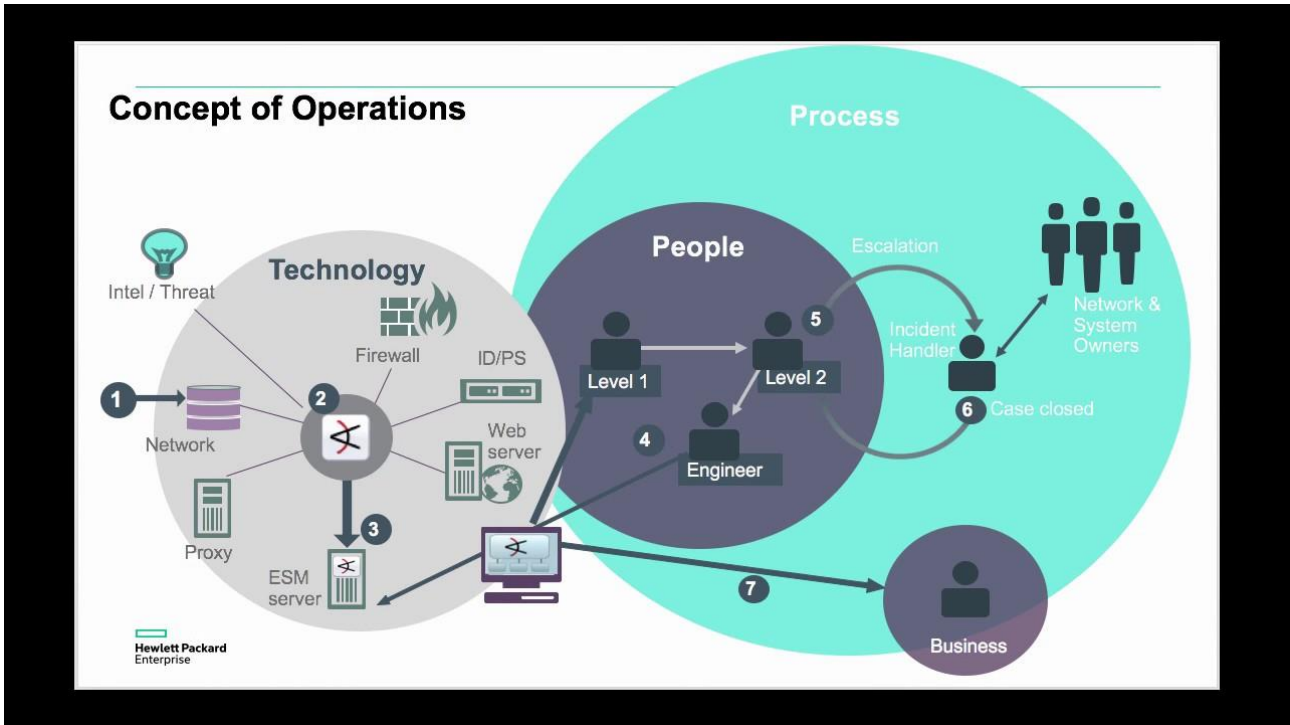 Concept of Operations
Process
People
Technology
Intel / Threat
Firewall
ID/PS
1
2
Network
Web
server
Proxy
3
ESM
server
Level 1
Level 2
4
Engineer
5
Escalation
Incident
Handler
Network &
System
Owners
6
Case closed
7
Business
Hewlett Packard
Enterprise